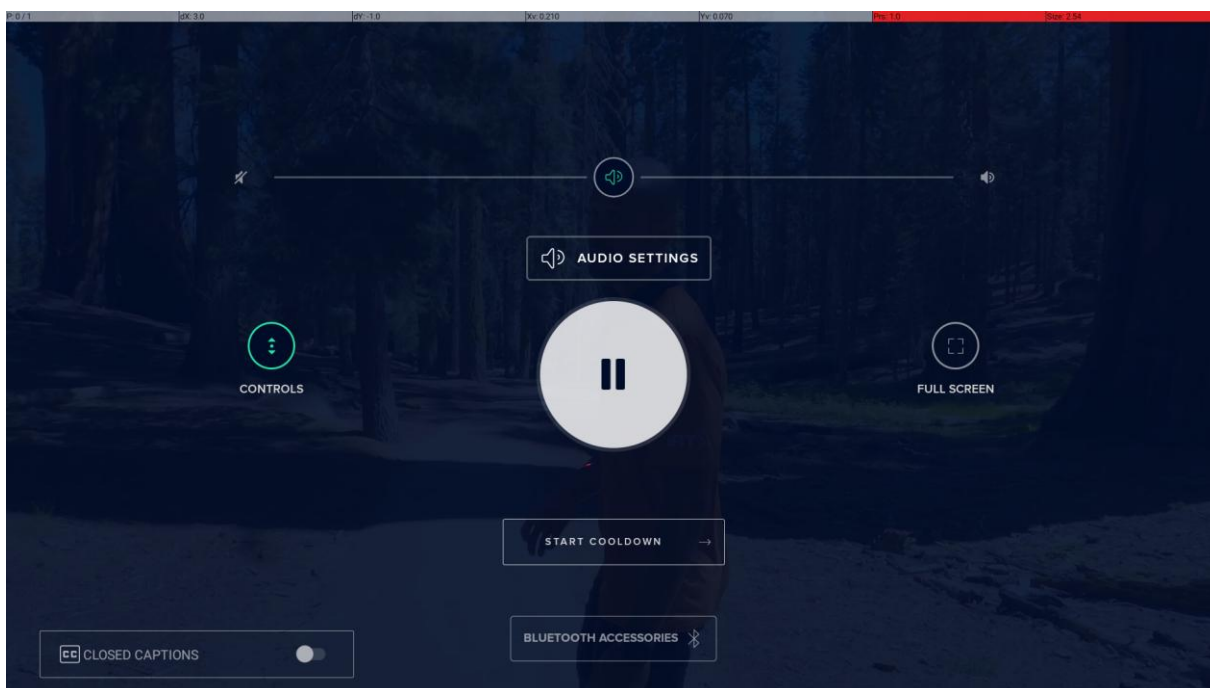 P: 0 / 1 dX: 3.0 dY: -1.0 Xv: 0.210 Yv: 0.070 Prs: 1.0 Size: 2.54
AUDIO SETTINGS
CONTROLS
FULL SCREEN
START COOLDOWN →
BLUETOOTH ACCESSORIES
CC CLOSED CAPTIONS